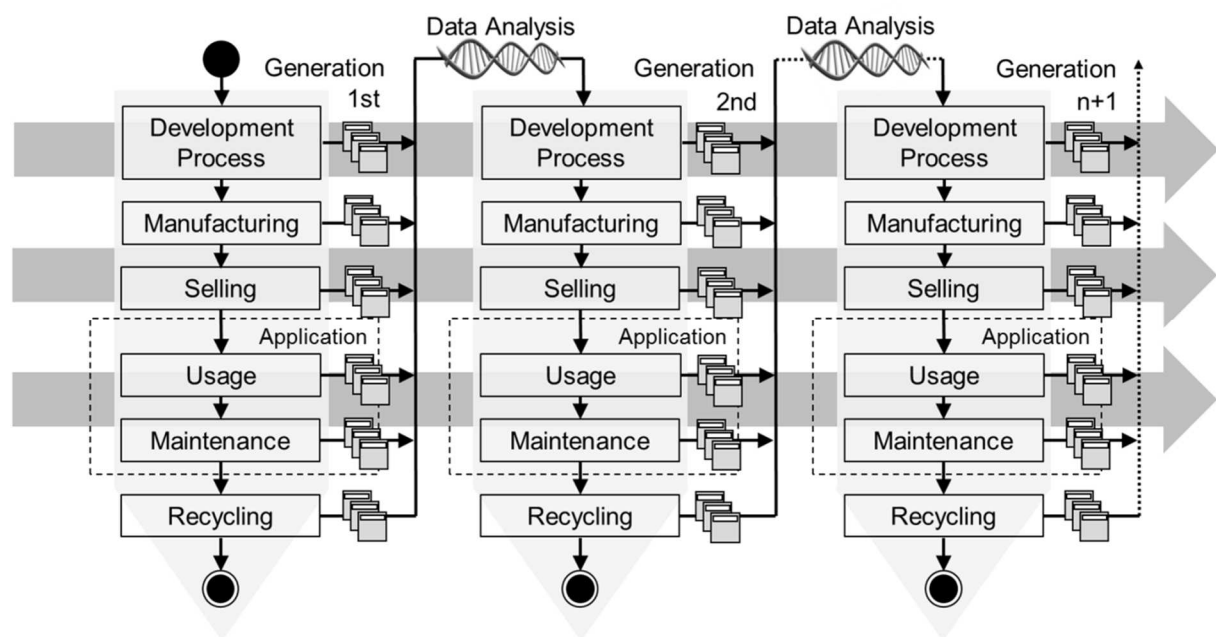 Data Analysis
Data Analysis
Generation
1st
Generation
2nd
Generation
n+1
Development
Process
Manufacturing
Selling
Application
Usage
Maintenance
Recycling
Development
Process
Manufacturing
Selling
Application
Usage
Maintenance
Recycling
Development
Process
Manufacturing
Selling
Application
Usage
Maintenance
Recycling